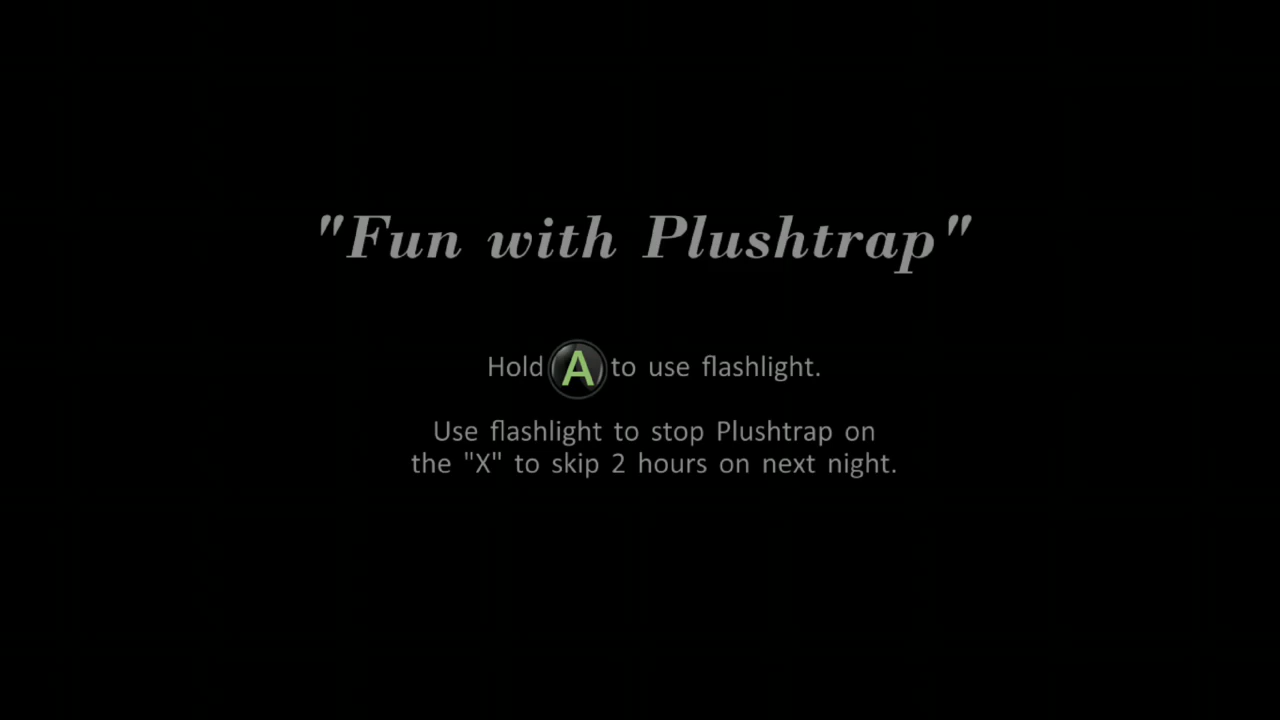 "Fun with Plushtrap"
Hold A to use flashlight.
Use flashlight to stop Plushtrap on
the "X" to skip 2 hours on next night.